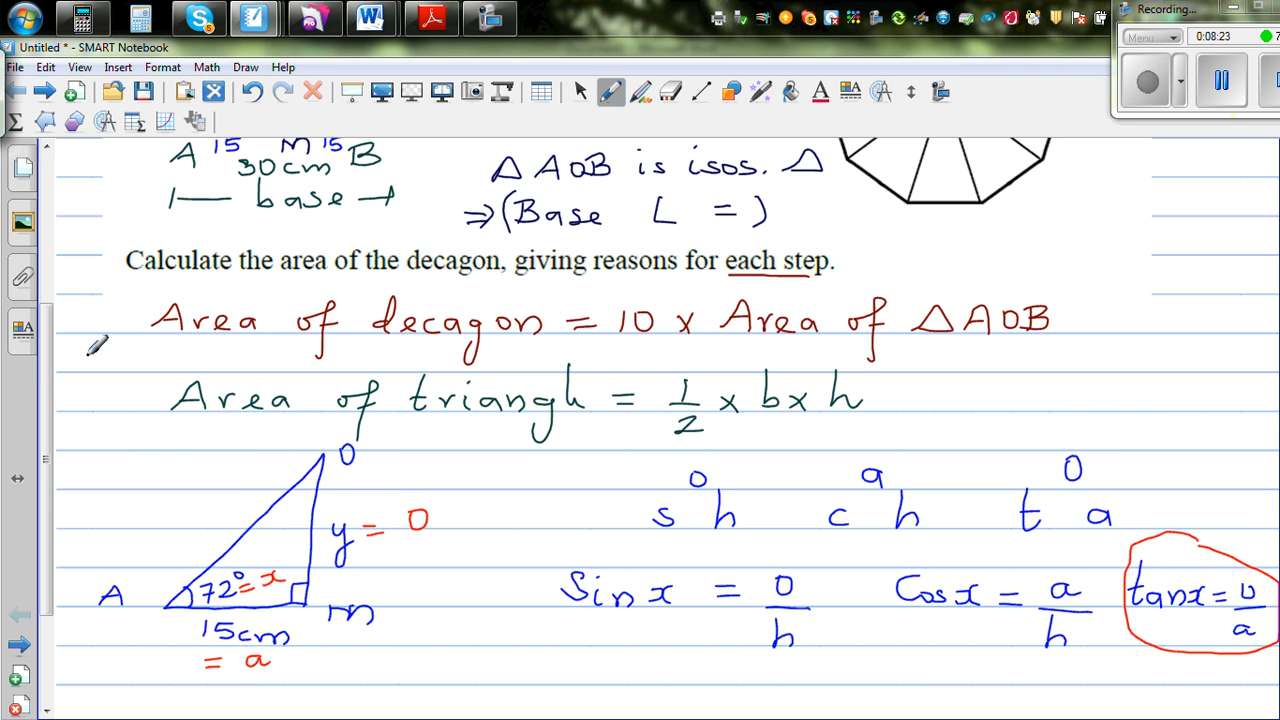 Recording...
Untitled * - SMART Notebook
Menu
0:08:23
File Edit View Insert Format Math Draw Help
15 m 15
A 30cm B
base
△ AOB is isos. △
⇒ (Base L = )
Calculate the area of the decagon, giving reasons for each step.
Area of decagon = 10 × Area of △AOB
Area of triangle = 1/2 × b × h
O
y = 0
A 72° = x m
15cm
= a
s o h c a h t o a
Sin x = o/h Cos x = a/h tan x = o/a